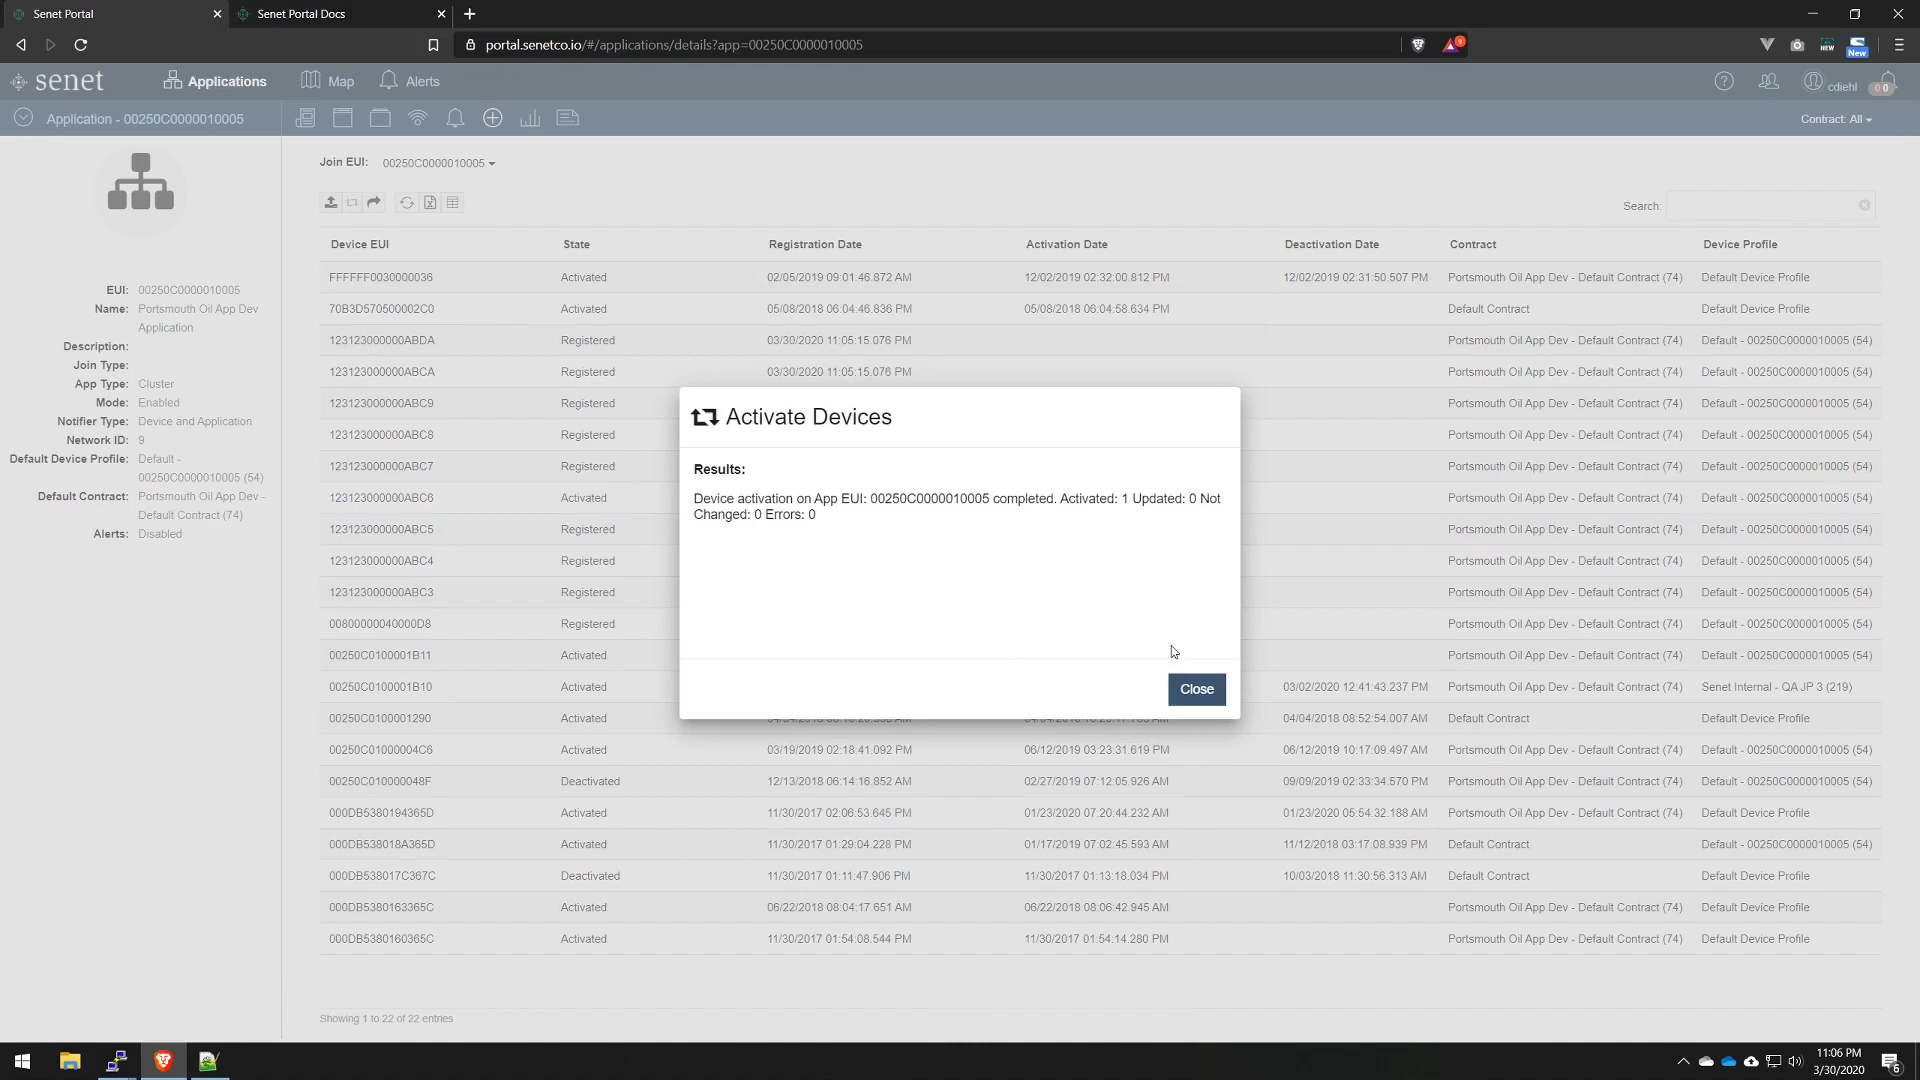 Senet Portal
Senet Portal Docs
portal.senetco.io/#/applications/details?app=00250C0000010005
9
NEW
New
senet
Applications
Map
Alerts
cdiehl
Application - 00250C0000010005
Contract: All
Join EUI: 00250C0000010005
Search:
Device EUI State Registration Date Activation Date Deactivation Date Contract Device Profile
FFFFFF0030000036 Activated 02/05/2019 09:01:46.872 AM 12/02/2019 02:32:00.812 PM 12/02/2019 02:31:50.507 PM Portsmouth Oil App Dev - Default Contract (74) Default Device Profile
70B3D570500002C0 Activated 05/08/2018 06:04:46.836 PM 05/08/2018 06:04:58.634 PM Default Contract Default Device Profile
123123000000ABDA Registered 03/30/2020 11:05:15.076 PM Portsmouth Oil App Dev - Default Contract (74) Default - 00250C0000010005 (54)
123123000000ABCA Registered 03/30/2020 11:05:15.076 PM Portsmouth Oil App Dev - Default Contract (74) Default - 00250C0000010005 (54)
123123000000ABC9 Registered Portsmouth Oil App Dev - Default Contract (74) Default - 00250C0000010005 (54)
123123000000ABC8 Registered Portsmouth Oil App Dev - Default Contract (74) Default - 00250C0000010005 (54)
123123000000ABC7 Registered Portsmouth Oil App Dev - Default Contract (74) Default - 00250C0000010005 (54)
123123000000ABC6 Activated Portsmouth Oil App Dev - Default Contract (74) Default - 00250C0000010005 (54)
123123000000ABC5 Registered Portsmouth Oil App Dev - Default Contract (74) Default - 00250C0000010005 (54)
123123000000ABC4 Registered Portsmouth Oil App Dev - Default Contract (74) Default - 00250C0000010005 (54)
123123000000ABC3 Registered Portsmouth Oil App Dev - Default Contract (74) Default - 00250C0000010005 (54)
00800000040000D8 Registered Portsmouth Oil App Dev - Default Contract (74) Default - 00250C0000010005 (54)
00250C0100001B11 Activated Portsmouth Oil App Dev - Default Contract (74) Default - 00250C0000010005 (54)
00250C0100001B10 Activated 03/02/2020 12:41:43.237 PM Portsmouth Oil App Dev - Default Contract (74) Senet Internal - QA JP 3 (219)
00250C0100001290 Activated 04/04/2018 08:52:54.007 AM Default Contract Default Device Profile
00250C01000004C6 Activated 03/19/2019 02:18:41.092 PM 06/12/2019 03:23:31.619 PM 06/12/2019 10:17:09.497 AM Portsmouth Oil App Dev - Default Contract (74) Default - 00250C0000010005 (54)
00250C010000048F Deactivated 12/13/2018 06:14:16.852 AM 02/27/2019 07:12:05.926 AM 09/09/2019 02:33:34.570 PM Portsmouth Oil App Dev - Default Contract (74) Default - 00250C0000010005 (54)
000DB5380194365D Activated 11/30/2017 02:06:53.645 PM 01/23/2020 07:20:44.232 AM 01/23/2020 05:54:32.188 AM Portsmouth Oil App Dev - Default Contract (74) Default Device Profile
000DB538018A365D Activated 11/30/2017 01:29:04.228 PM 01/17/2019 07:02:45.593 AM 11/12/2018 03:17:08.939 PM Default Contract Default - 00250C0000010005 (54)
000DB538017C367C Deactivated 11/30/2017 01:11:47.906 PM 11/30/2017 01:13:18.034 PM 10/03/2018 11:30:56.313 AM Default Contract Default Device Profile
000DB5380163365C Activated 06/22/2018 08:04:17.651 AM 06/22/2018 08:06:42.945 AM Portsmouth Oil App Dev - Default Contract (74) Default Device Profile
000DB5380160365C Activated 11/30/2017 01:54:08.544 PM 11/30/2017 01:54:14.280 PM Portsmouth Oil App Dev - Default Contract (74) Default Device Profile
Showing 1 to 22 of 22 entries
EUI: 00250C0000010005
Name: Portsmouth Oil App Dev
Application
Description:
Join Type:
App Type: Cluster
Mode: Enabled
Notifier Type: Device and Application
Network ID: 9
Default Device Profile: Default -
00250C0000010005 (54)
Default Contract: Portsmouth Oil App Dev -
Default Contract (74)
Alerts: Disabled
Activate Devices
Results:
Device activation on App EUI: 00250C0000010005 completed. Activated: 1 Updated: 0 Not
Changed: 0 Errors: 0
Close
11:06 PM
3/30/2020
6